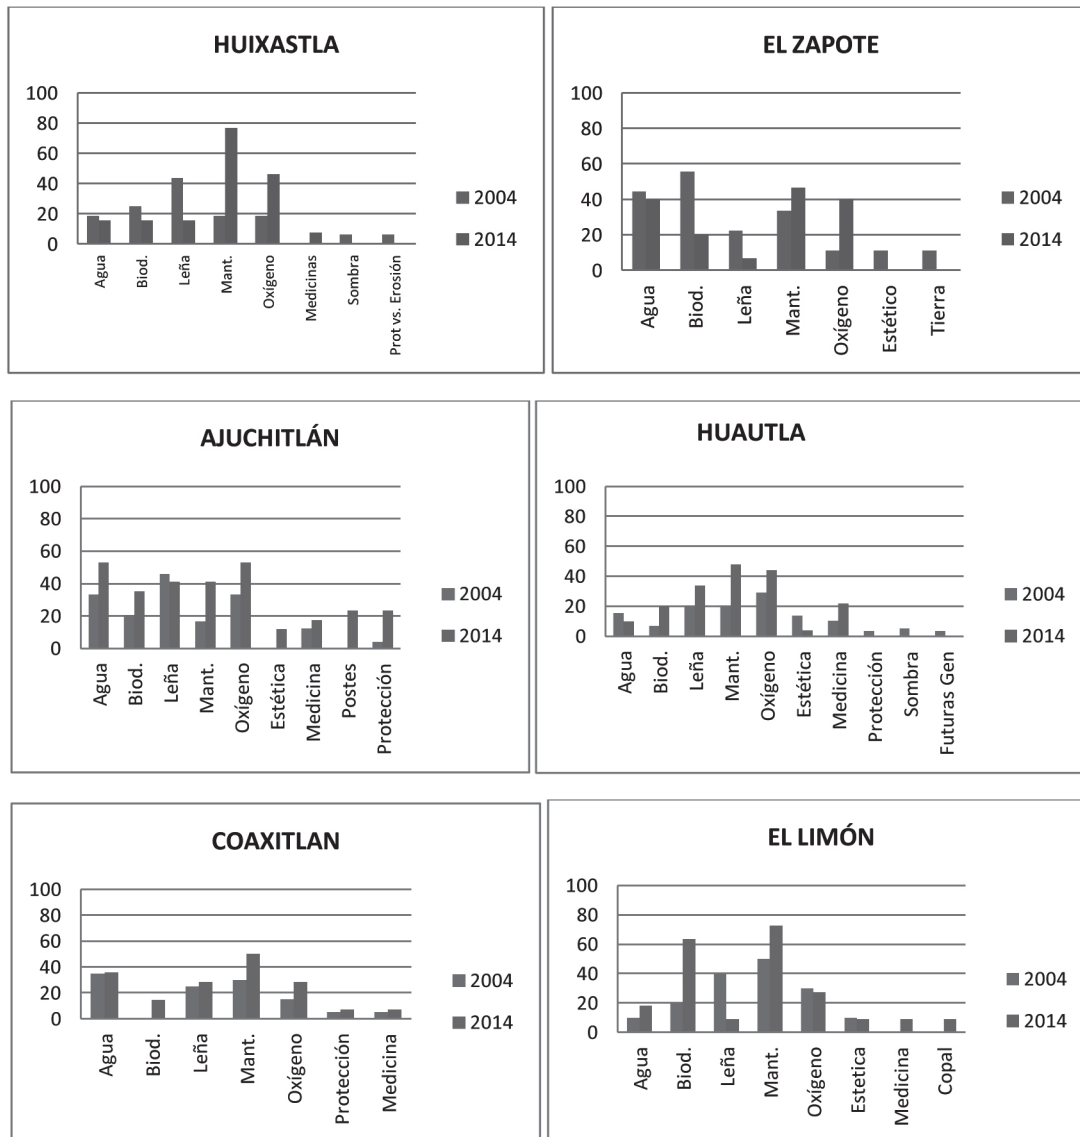 HUIXASTLA
100
80
60
40
20
0
Agua
Biod.
Leña
Mant.
Oxígeno
Medicinas
Sombra
Prot vs. Erosión
2004
2014
EL ZAPOTE
100
80
60
40
20
0
Agua
Biod.
Leña
Mant.
Oxígeno
Estético
Tierra
2004
2014
AJUCHITLÁN
100
80
60
40
20
0
Agua
Biod.
Leña
Mant.
Oxígeno
Estética
Medicina
Postes
Protección
2004
2014
HUAUTLA
100
80
60
40
20
0
Agua
Biod.
Leña
Mant.
Oxígeno
Estética
Medicina
Protección
Sombra
Futuras Gen
2004
2014
COAXITLAN
100
80
60
40
20
0
Agua
Biod.
Leña
Mant.
Oxígeno
Protección
Medicina
2004
2014
EL LIMÓN
100
80
60
40
20
0
Agua
Biod.
Leña
Mant.
Oxígeno
Estetica
Medicina
Copal
2004
2014